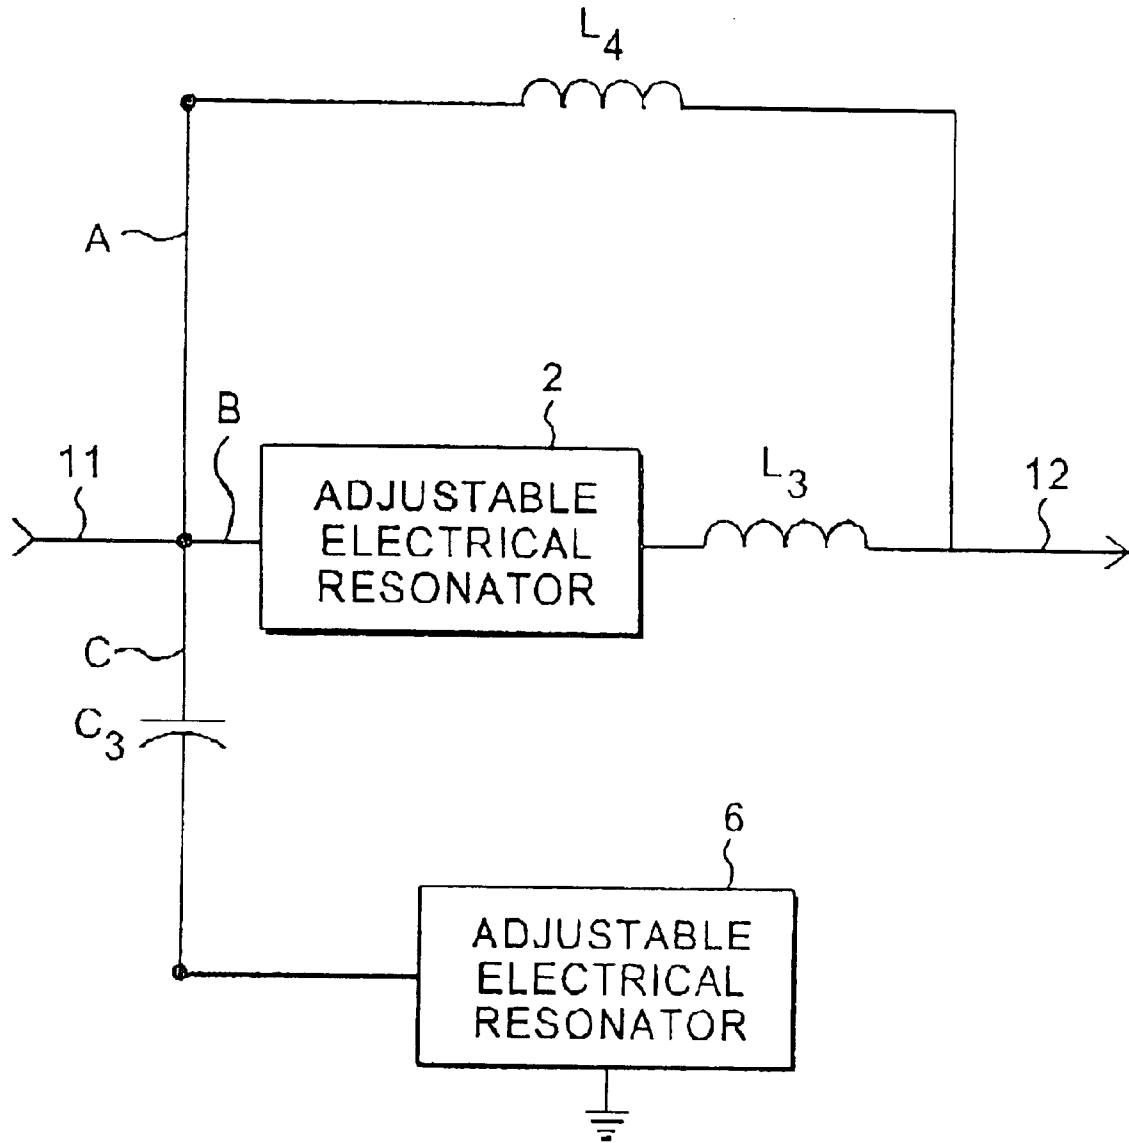 L4
A
2
B
11
L3
12
ADJUSTABLE
ELECTRICAL
RESONATOR
C
C3
6
ADJUSTABLE
ELECTRICAL
RESONATOR